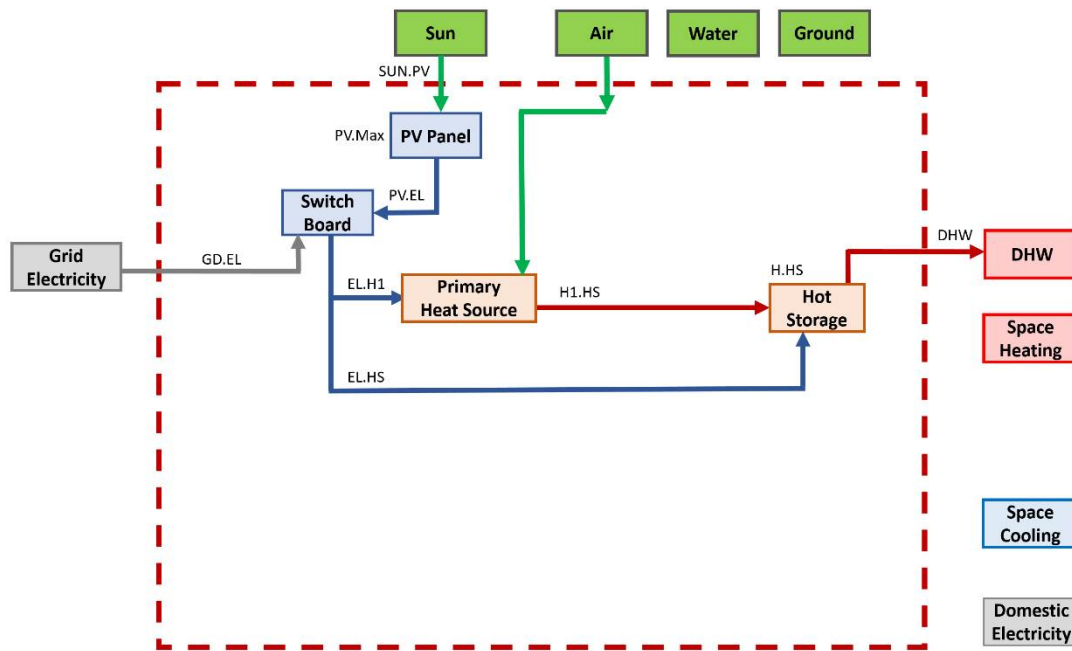 Sun
Air
Water
Ground
SUN.PV
PV.Max
PV Panel
PV.EL
Switch
Board
Grid
Electricity
GD.EL
EL.H1
Primary
Heat Source
H1.HS
H.HS
Hot
Storage
DHW
DHW
Space
Heating
EL.HS
Space
Cooling
Domestic
Electricity